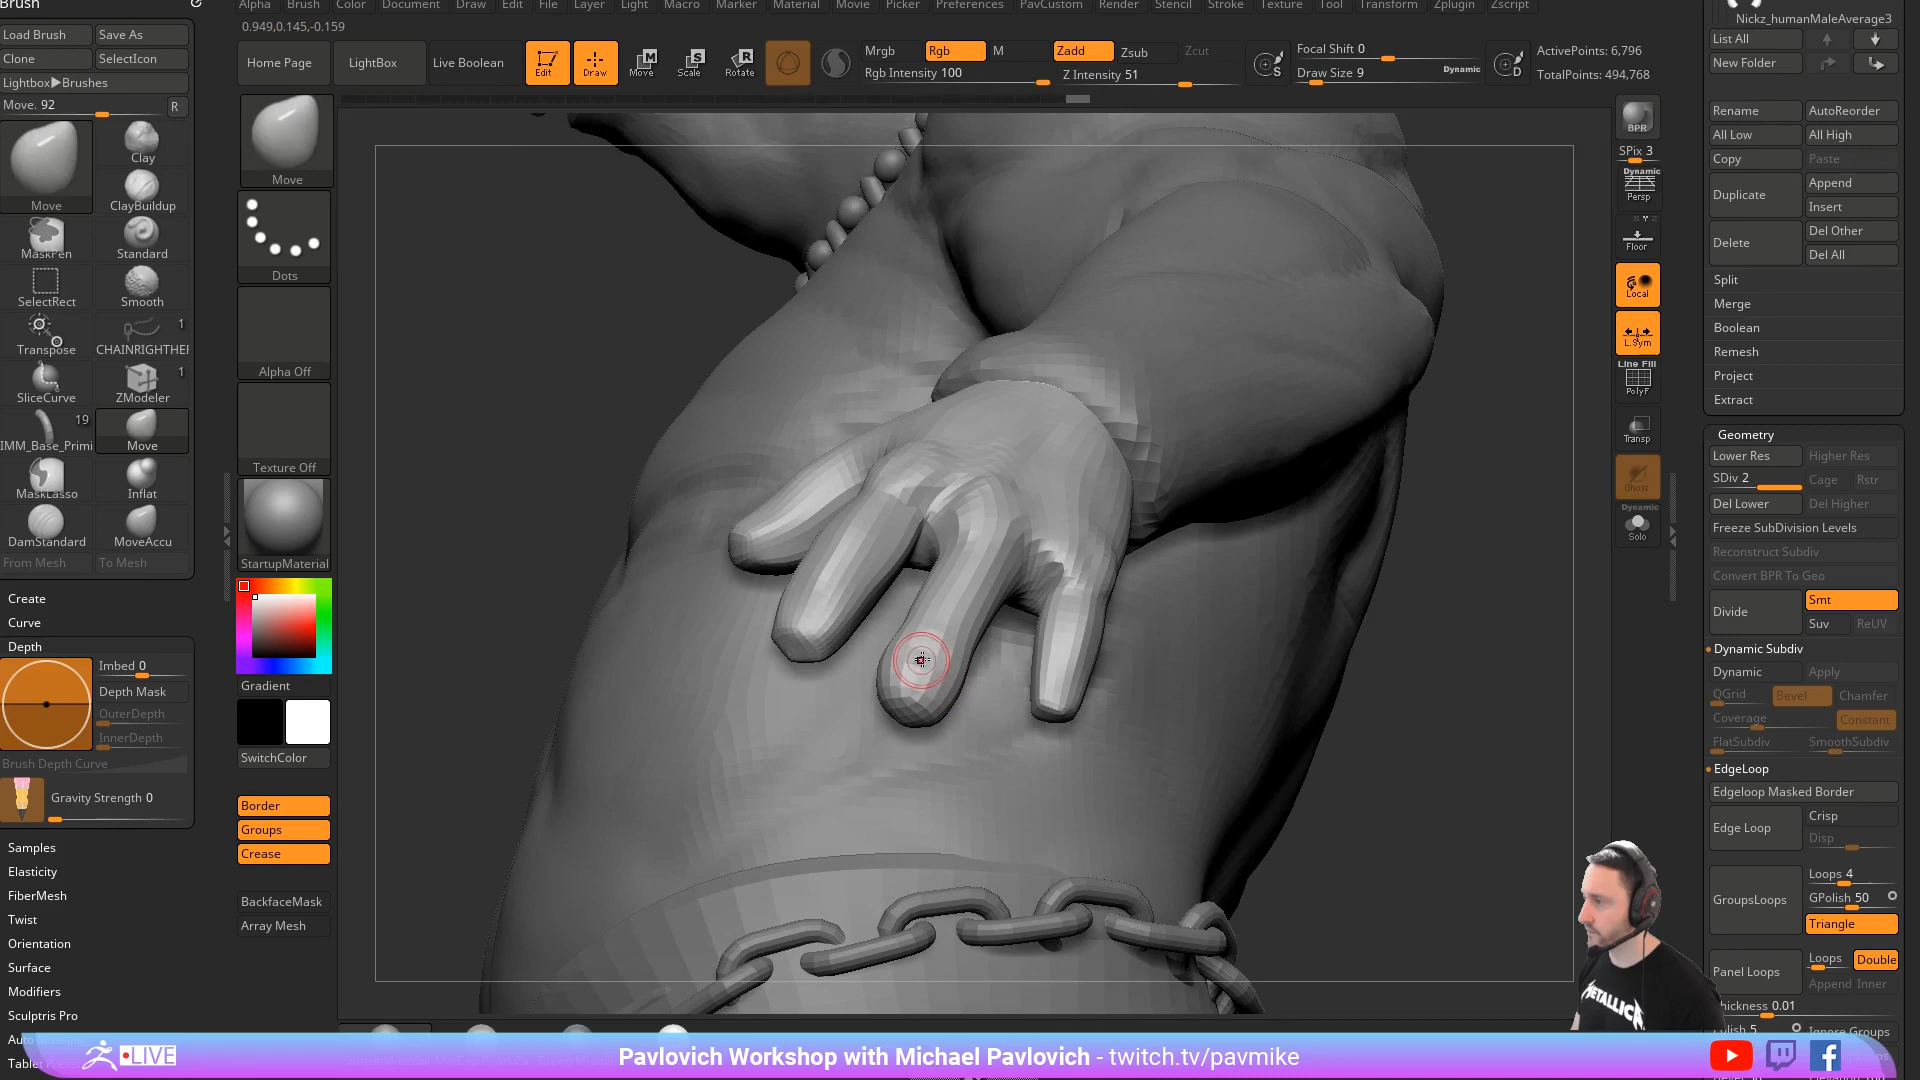 Brush
Load Brush
Save As
Clone
SelectIcon
Lightbox▶Brushes
Move. 92
R
Move
Clay
ClayBuildup
MaskPen
Standard
SelectRect
Smooth
Transpose
1
CHAINRIGHTHER
SliceCurve
1
ZModeler
19
IMM_Base_Primi
Move
MaskLasso
Inflat
DamStandard
MoveAccu
From Mesh
To Mesh
Create
Curve
Depth
Imbed 0
Depth Mask
OuterDepth
InnerDepth
Brush Depth Curve
Gravity Strength 0
Samples
Elasticity
FiberMesh
Twist
Orientation
Surface
Modifiers
Sculptris Pro
Alpha
Brush
Color
Document
Draw
Edit
File
Layer
Light
Macro
Marker
Material
Movie
Picker
Preferences
PavCustom
Render
Stencil
Stroke
Texture
Tool
Transform
Zplugin
Zscript
0.949,0.145,-0.159
Home Page
LightBox
Live Boolean
Edit
Draw
Move
Scale
Rotate
Mrgb
Rgb
M
Rgb Intensity 100
Zadd
Zsub
Zcut
Z Intensity 51
S
Focal Shift 0
Draw Size 9
Dynamic
D
ActivePoints: 6,796
TotalPoints: 494,768
Move
Dots
Alpha Off
Texture Off
StartupMaterial
Gradient
SwitchColor
Border
Groups
Crease
BackfaceMask
Array Mesh
BPR
SPix 3
Dynamic
Persp
Floor
Local
L.Sym
Line Fill
PolyF
Transp
Ghost
Dynamic
Solo
Nickz_humanMaleAverage3
List All
New Folder
Rename
AutoReorder
All Low
All High
Copy
Paste
Duplicate
Append
Insert
Delete
Del Other
Del All
Split
Merge
Boolean
Remesh
Project
Extract
Geometry
Lower Res
Higher Res
SDiv 2
Cage
Rstr
Del Lower
Del Higher
Freeze SubDivision Levels
Reconstruct Subdiv
Convert BPR To Geo
Divide
Smt
Suv
ReUV
Dynamic Subdiv
Dynamic
Apply
QGrid
Bevel
Chamfer
Coverage
Constant
FlatSubdiv
SmoothSubdiv
EdgeLoop
Edgeloop Masked Border
Edge Loop
Crisp
Disp
GroupsLoops
Loops 4
GPolish 50
Triangle
Panel Loops
Loops
Double
Append
Inner
Ignore Groups
METALLICA
LIVE
Pavlovich Workshop with Michael Pavlovich - twitch.tv/pavmike